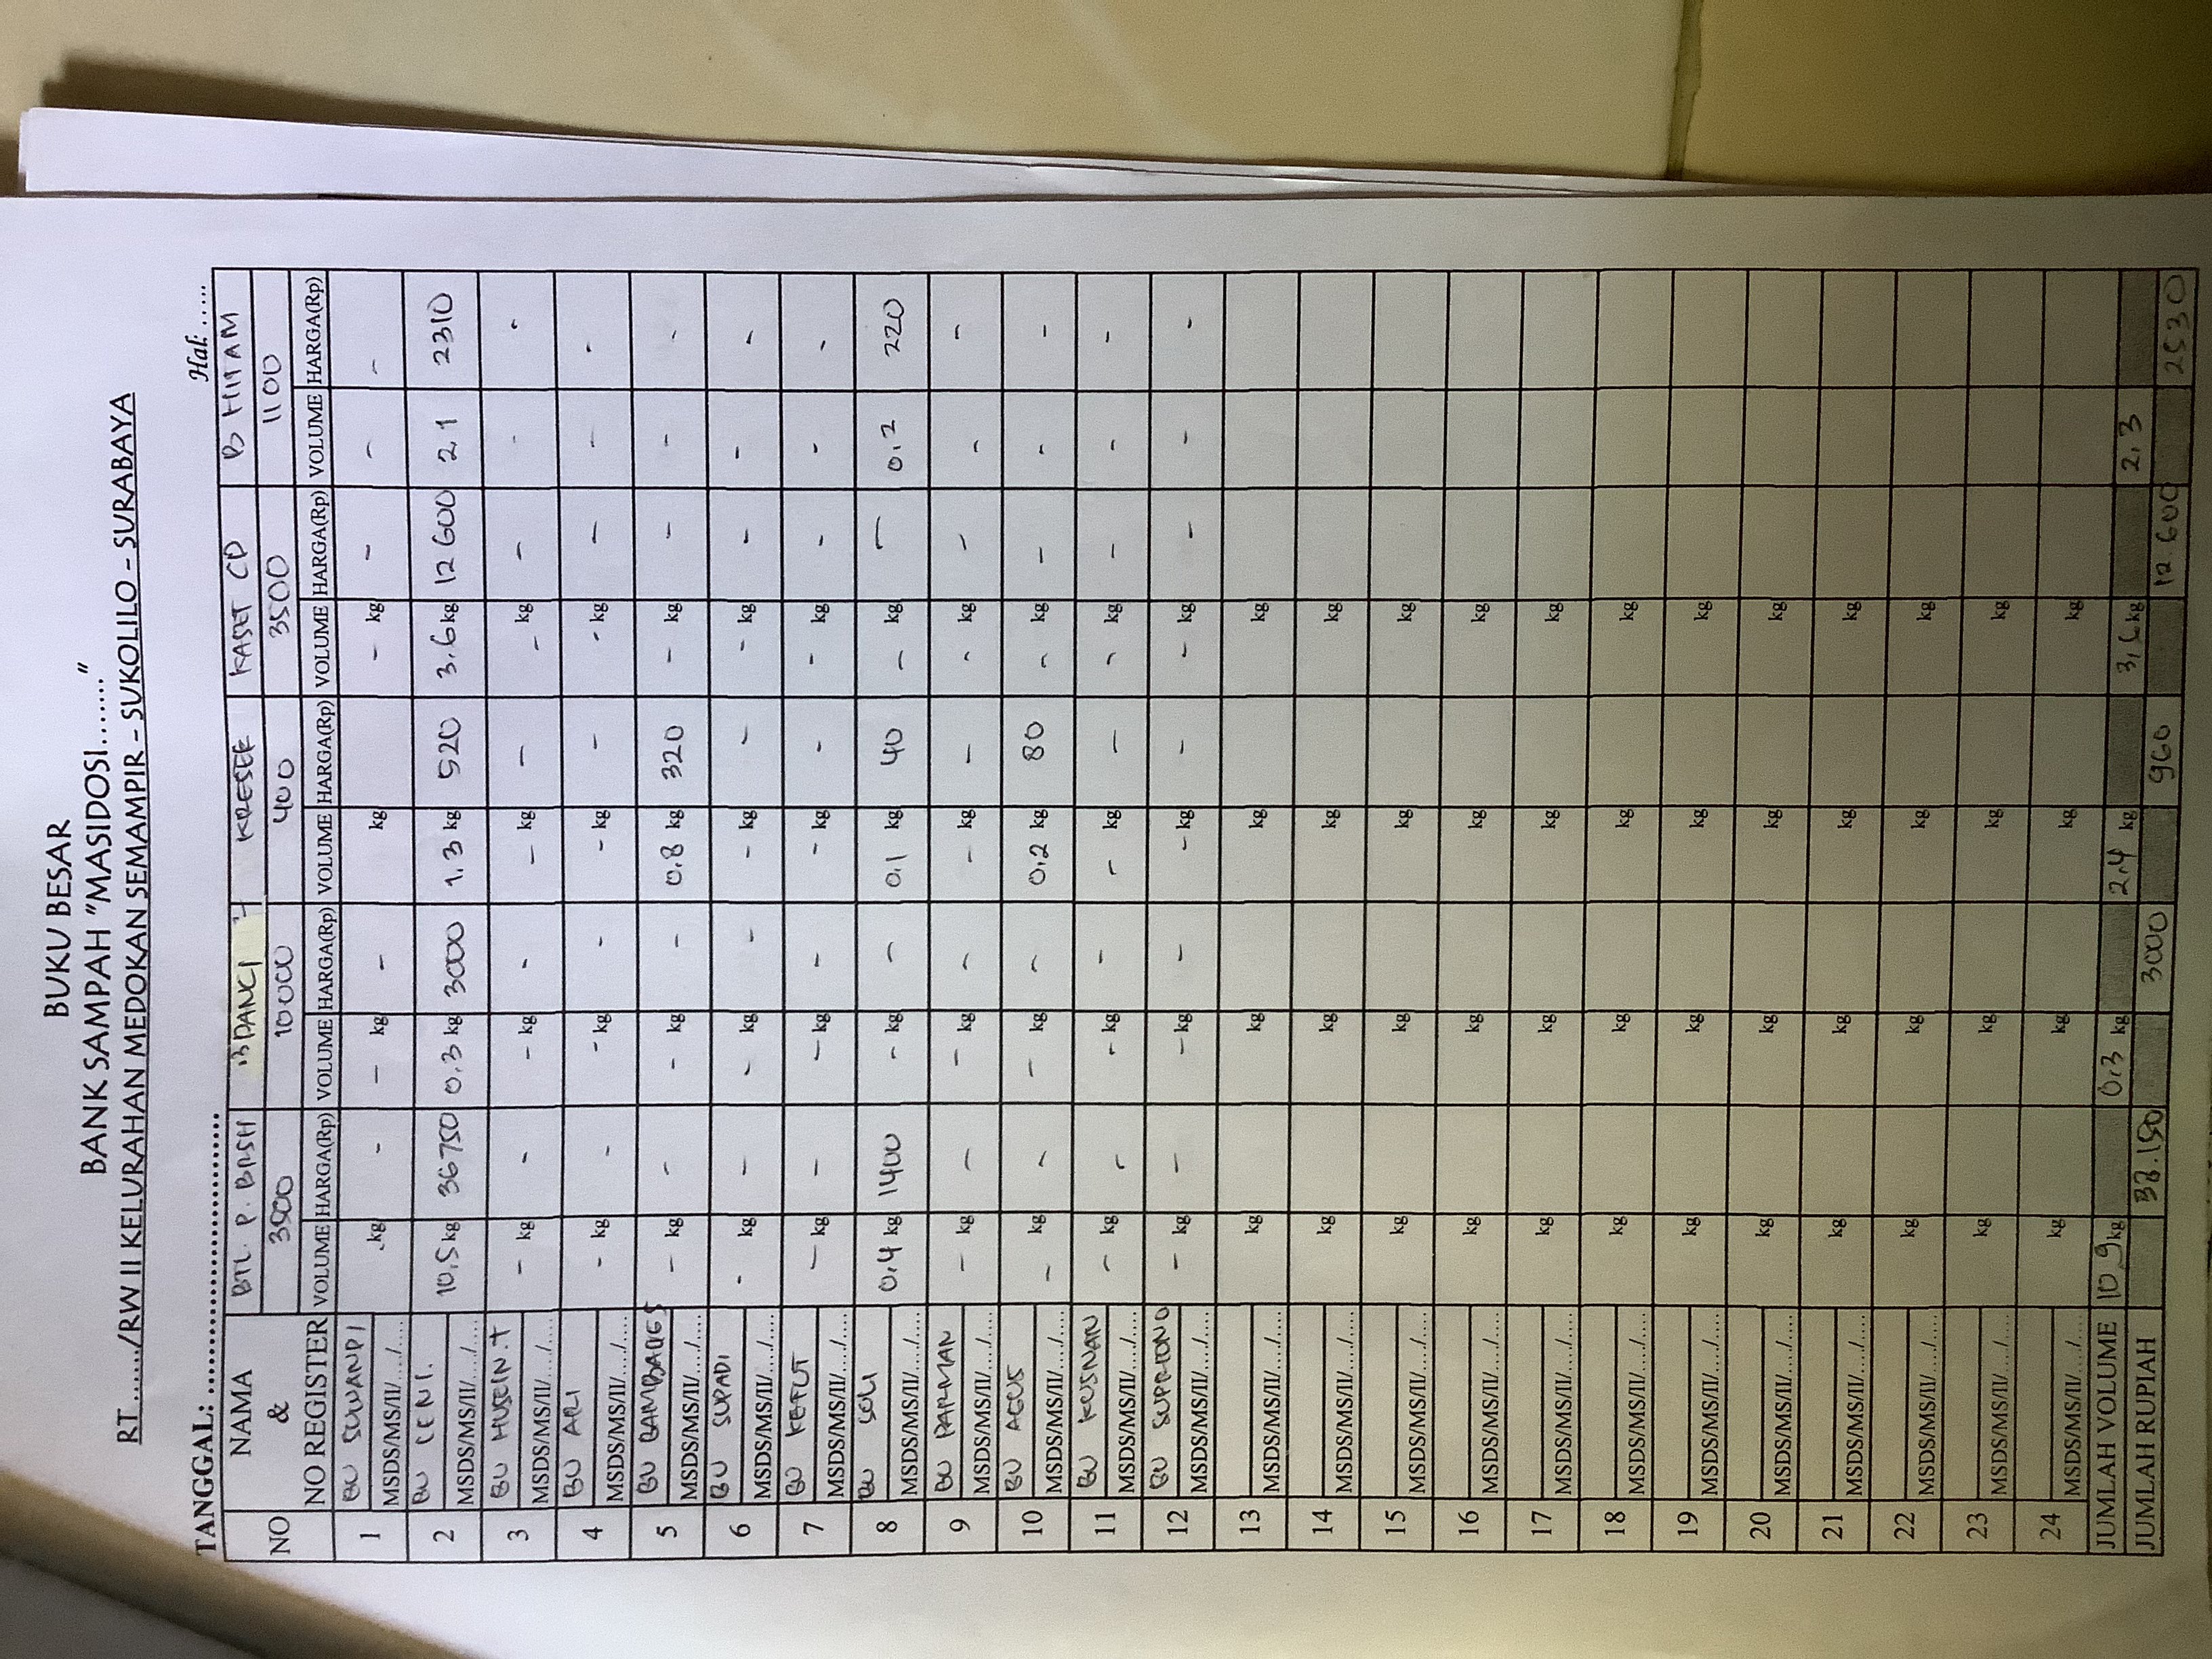 BUKU BESAR
BANK SAMPAH "MASIDOSI......."
RT....../RW II KELURAHAN MEDOKAN SEMAMPIR - SUKOLILO - SURABAYA
TANGGAL: .............................
Hal: .....
NO NAMA & NO REGISTER BTL. P. BRSH PANCI KRESEK KASET CD B HITAM
3500 10000 400 3500 1100
VOLUME HARGA(Rp) VOLUME HARGA(Rp) VOLUME HARGA(Rp) VOLUME HARGA(Rp) VOLUME HARGA(Rp)
1 BU SUWANDI - kg - - kg - kg - kg - - -
MSDS/MS/II/..../....
2 BU CENI. 10,5 kg 36750 0.3 kg 3000 1.3 kg 520 3.6 kg 12600 2,1 2310
MSDS/MS/II/..../....
3 BU HUSEIN.T - kg - - kg - - kg - - kg - - -
MSDS/MS/II/..../....
4 BU ARI - kg - - kg - - kg - - kg - - -
MSDS/MS/II/..../....
5 BU BAMBANG S - kg - - kg - 0.8 kg 320 - kg - - -
MSDS/MS/II/..../....
6 BU SUPADI - kg - - kg - - kg - - kg - - -
MSDS/MS/II/..../....
7 BU KETUT - kg - - kg - - kg - - kg - - -
MSDS/MS/II/..../....
8 BU SOLI 0,4 kg 1400 - kg - 0.1 kg 40 - kg - 0,2 220
MSDS/MS/II/..../....
9 BU PARMAN - kg - - kg - - kg - - kg - - -
MSDS/MS/II/..../....
10 BU AGUS - kg - - kg - 0.2 kg 80 - kg - - -
MSDS/MS/II/..../....
11 BU KUSNAN - kg - - kg - - kg - - kg - - -
MSDS/MS/II/..../....
12 BU SUPRIONO - kg - - kg - - kg - - kg - - -
MSDS/MS/II/..../....
13 kg kg kg kg
MSDS/MS/II/..../....
14 kg kg kg kg
MSDS/MS/II/..../....
15 kg kg kg kg
MSDS/MS/II/..../....
16 kg kg kg kg
MSDS/MS/II/..../....
17 kg kg kg kg
MSDS/MS/II/..../....
18 kg kg kg kg
MSDS/MS/II/..../....
19 kg kg kg kg
MSDS/MS/II/..../....
20 kg kg kg kg
MSDS/MS/II/..../....
21 kg kg kg kg
MSDS/MS/II/..../....
22 kg kg kg kg
MSDS/MS/II/..../....
23 kg kg kg kg
MSDS/MS/II/..../....
24 kg kg kg kg
MSDS/MS/II/..../....
JUMLAH VOLUME 10,9 kg 0.3 kg 2,4 kg 3,6 kg 2,3
JUMLAH RUPIAH 38.150 3000 960 12.600 2530